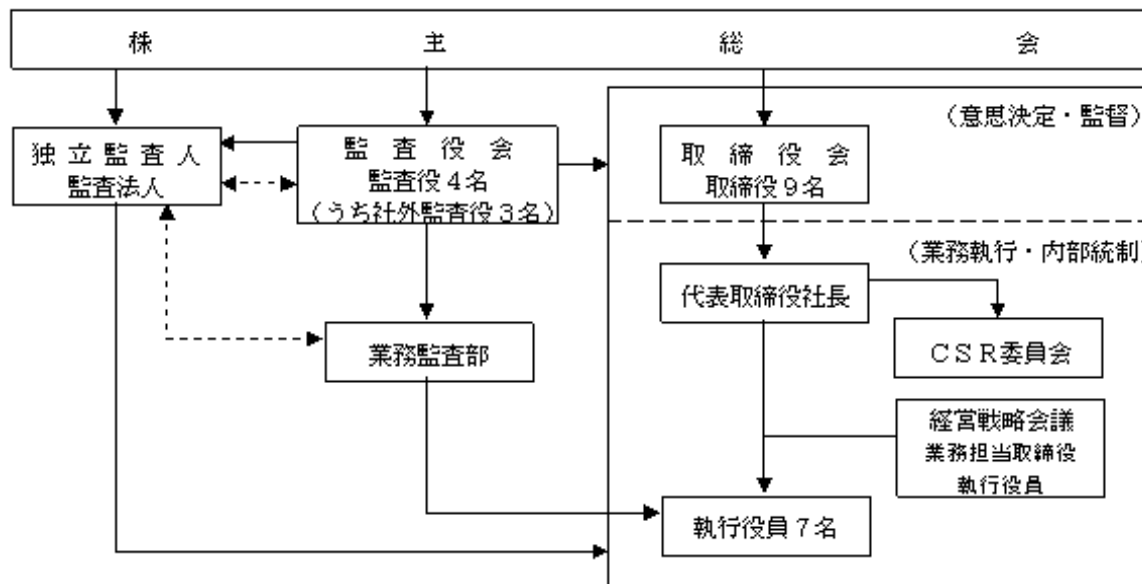 株主総会
(意思決定・監督)
独立監査人
監査法人
監査役会
監査役4名
(うち社外監査役3名)
取締役会
取締役9名
(業務執行・内部統制)
代表取締役社長
業務監査部
CSR委員会
経営戦略会議
業務担当取締役
執行役員
執行役員7名